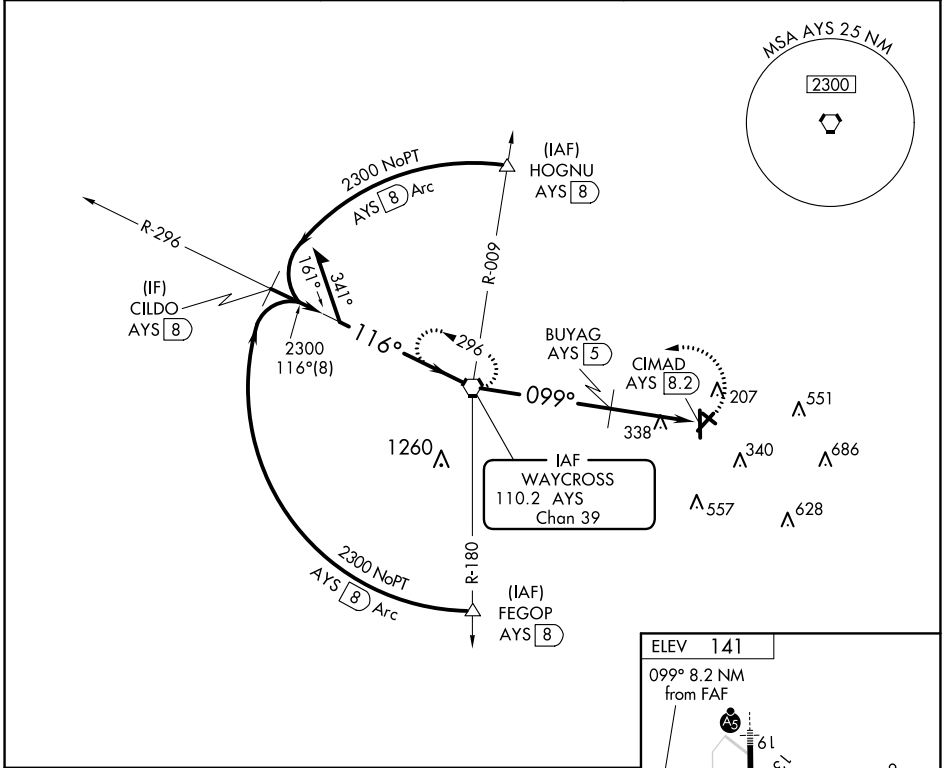 MSA AYS 25 NM
2300
(IAF)
HOGNU
AYS 8
2300 NoPT
AYS 8 Arc
R-296
R-009
(IF)
CILDO
AYS 8
161°
341°
2300
116°(8)
116°
296
BUYAG
AYS 5
CIMAD
AYS 8.2
099°
207
551
338
340
686
1260
557
628
IAF
WAYCROSS
110.2 AYS
Chan 39
R-180
2300 NoPT
AYS 8 Arc
(IAF)
FEGOP
AYS 8
ELEV 141
099° 8.2 NM
from FAF
A5
19
13